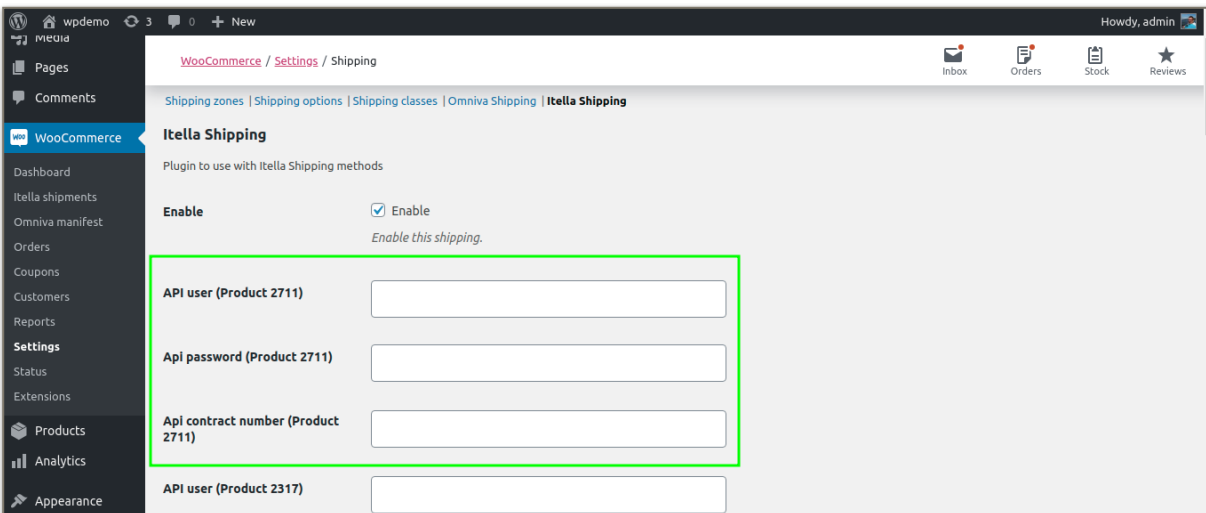 wpdemo 3 0 + New Howdy, admin
Media
Pages
Comments
WooCommerce
Dashboard
Itella shipments
Omniva manifest
Orders
Coupons
Customers
Reports
Settings
Status
Extensions
Products
Analytics
Appearance
WooCommerce / Settings / Shipping
Inbox Orders Stock Reviews
Shipping zones | Shipping options | Shipping classes | Omniva Shipping | Itella Shipping
Itella Shipping
Plugin to use with Itella Shipping methods
Enable Enable
Enable this shipping.
API user (Product 2711)
Api password (Product 2711)
Api contract number (Product
2711)
API user (Product 2317)